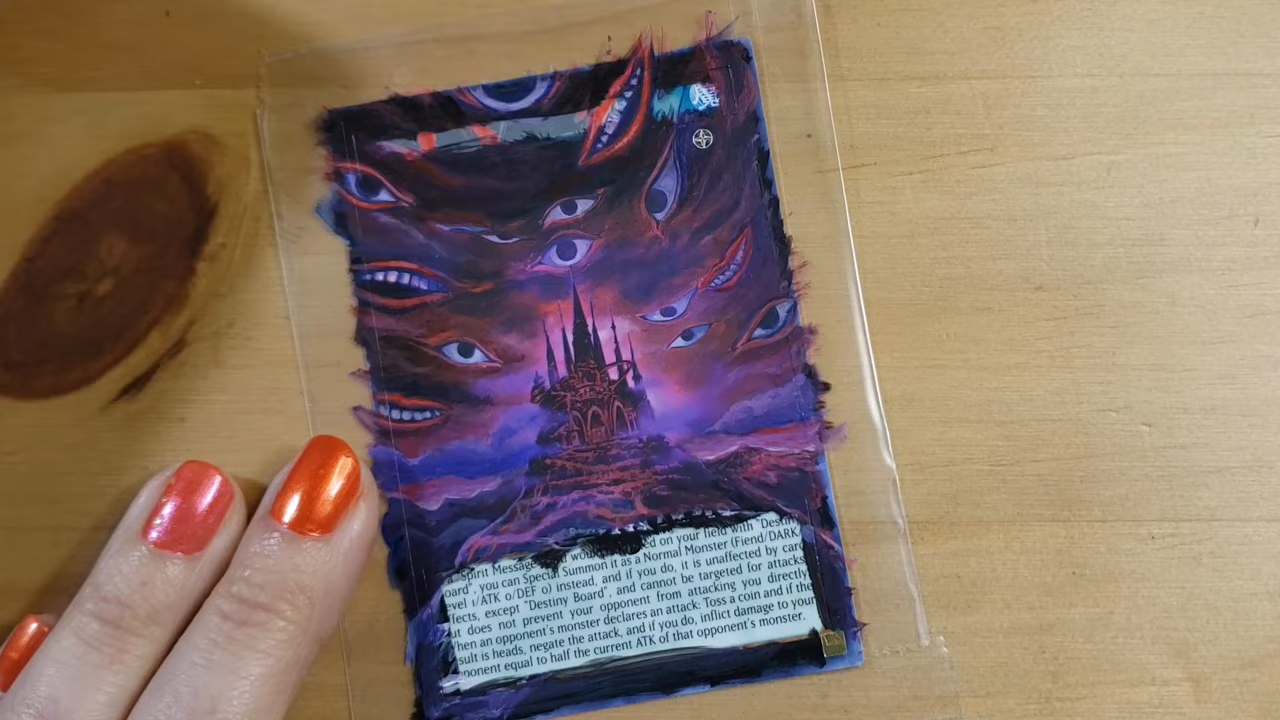 a "Spirit Message" would on your field with "Destiny
oard", you can Special Summon it as a Normal Monster (Fiend/DARK/
evel 1/ATK 0/DEF 0) instead, and if you do, it is unaffected by card
fects, except "Destiny Board", and cannot be targeted for attacks,
ut does not prevent your opponent from attacking you directly.
hen an opponent's monster declares an attack: Toss a coin and if the
sult is heads, negate the attack, and if you do, inflict damage to your
ponent equal to half the current ATK of that opponent's monster.